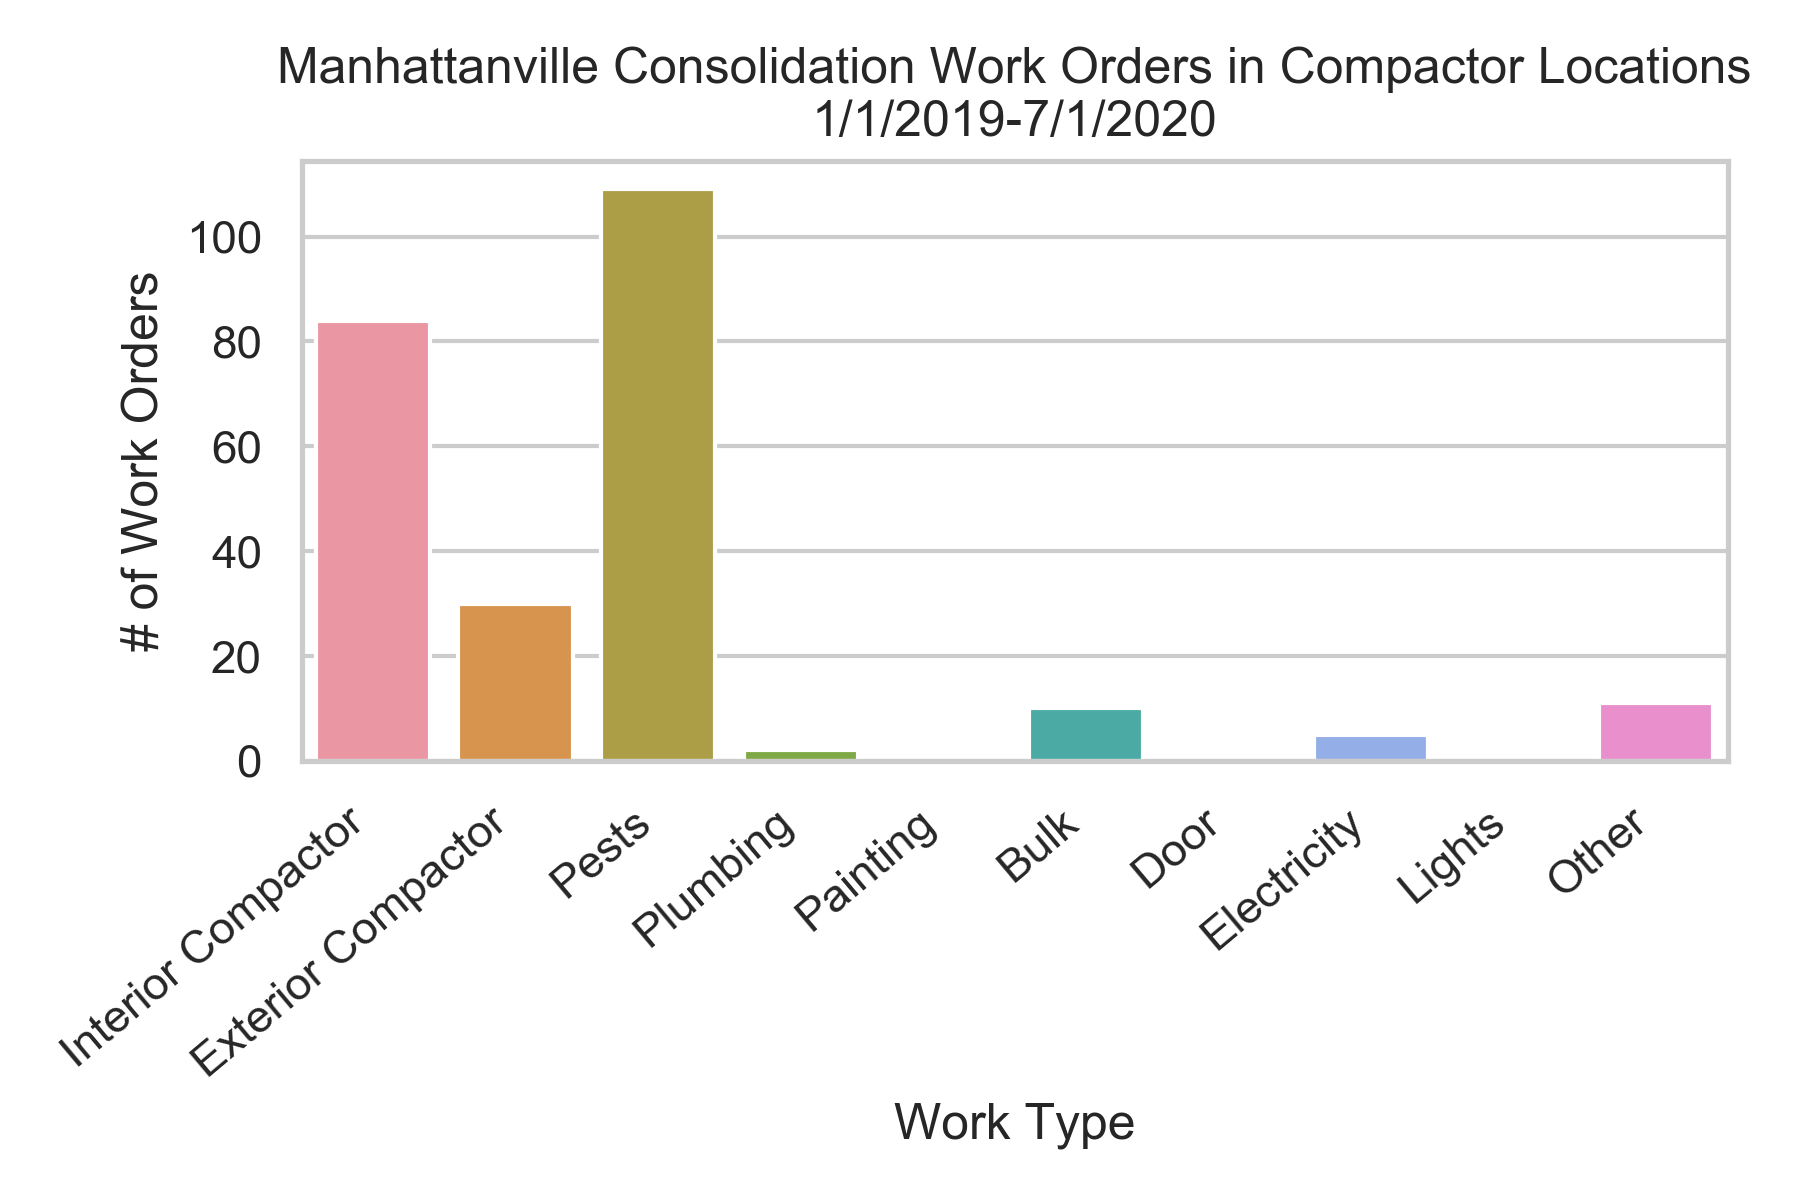 Manhattanville Consolidation Work Orders in Compactor Locations
1/1/2019-7/1/2020
# of Work Orders
100
80
60
40
20
0
Interior Compactor
Exterior Compactor
Pests
Plumbing
Painting
Bulk
Door
Electricity
Lights
Other
Work Type